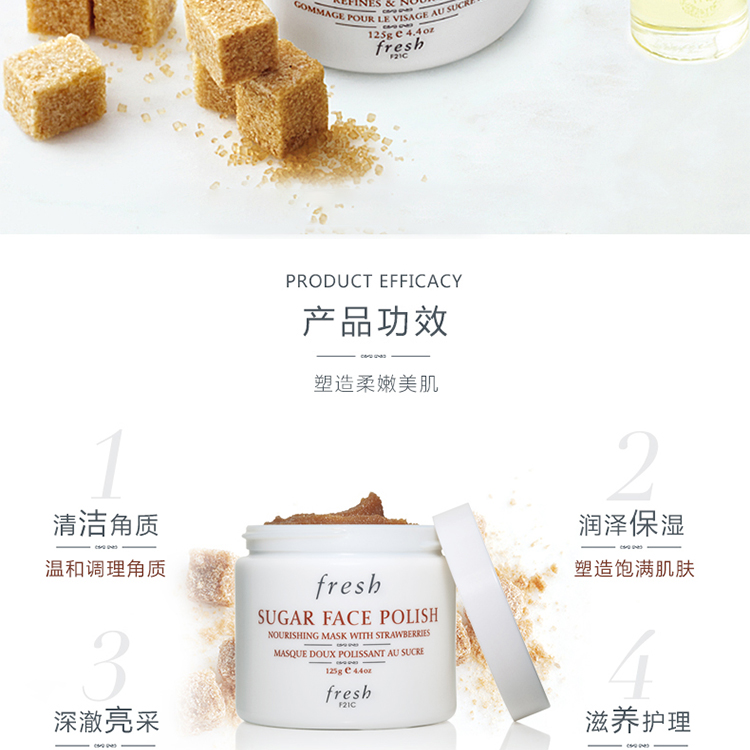 REFINES & NOUR
GOMMAGE POUR LE VISAGE AU SUCRE
125g e 4.4oz
fresh
F21C
PRODUCT EFFICACY
产品功效
塑造柔嫩美肌
1
清洁角质
温和调理角质
2
润泽保湿
塑造饱满肌肤
fresh
SUGAR FACE POLISH
NOURISHING MASK WITH STRAWBERRIES
MASQUE DOUX POLISSANT AU SUCRE
125g e 4.4oz
fresh
F21C
3
深澈亮采
4
滋养护理